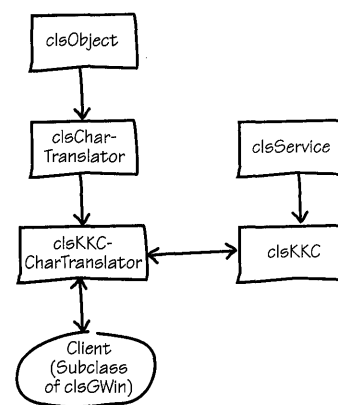 clsObject
clsChar-
Translator
clsService
clsKKC-
CharTranslator
clsKKC
Client
(Subclass
of clsGWin)